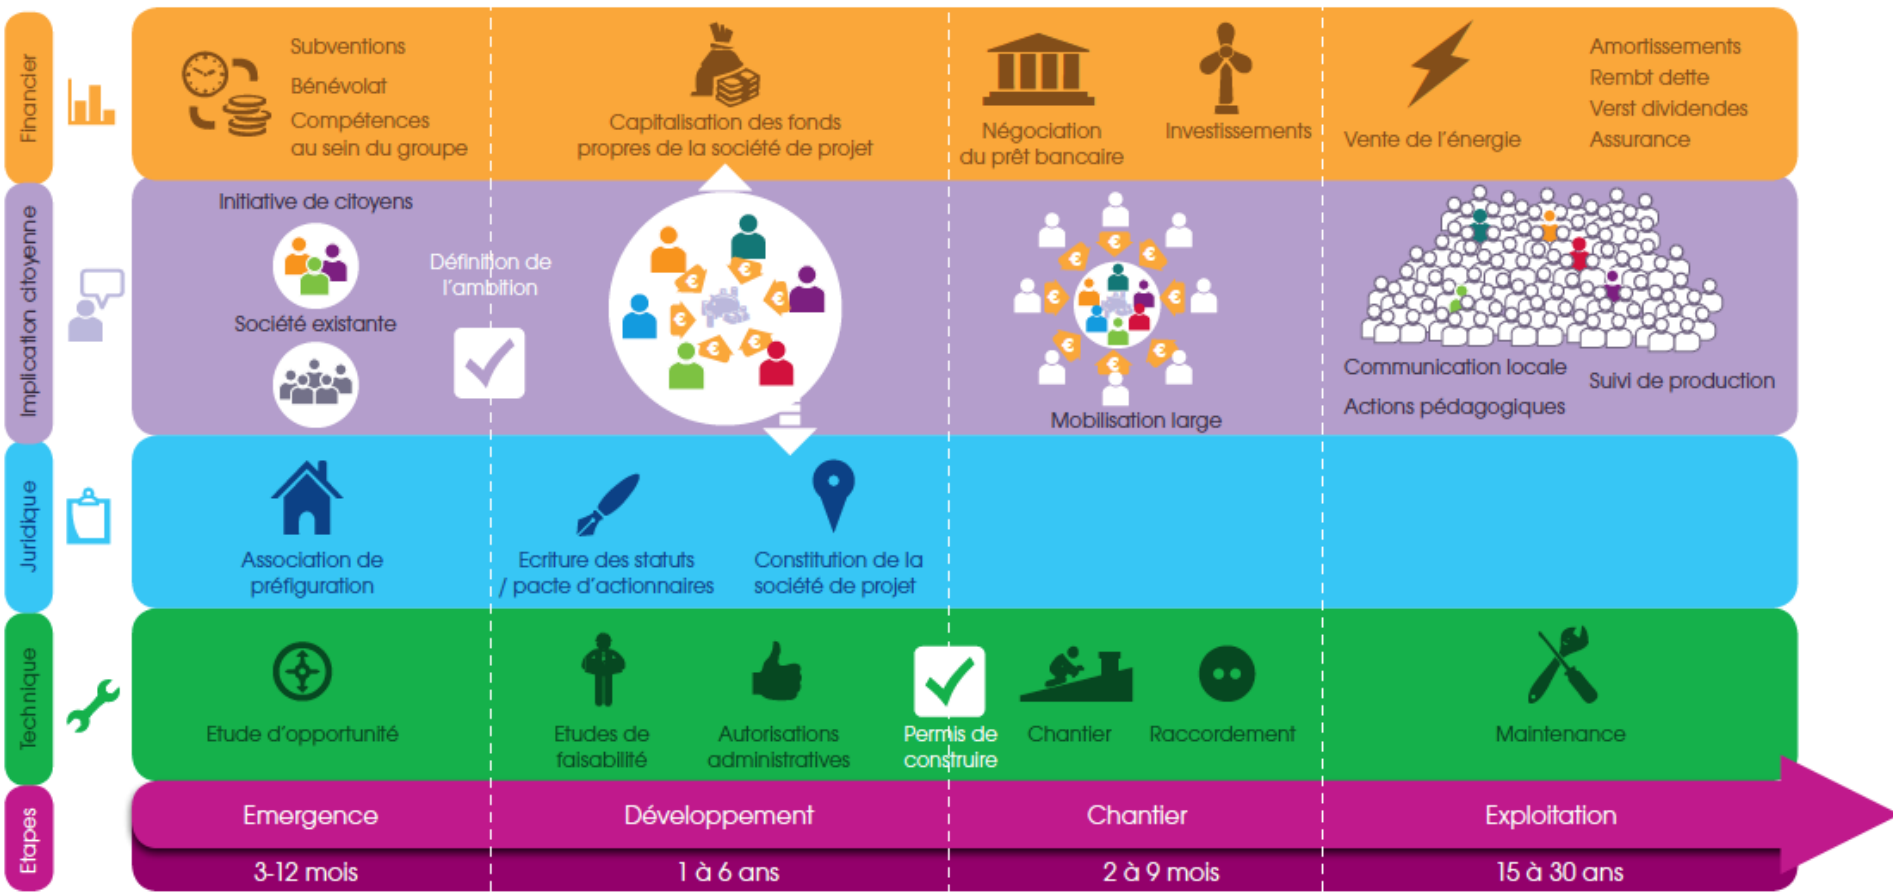 Financier
Subventions
Bénévolat
Compétences
au sein du groupe
Capitalisation des fonds
propres de la société de projet
Négociation
du prêt bancaire
Investissements
Vente de l'énergie
Amortissements
Rembt dette
Verst dividendes
Assurance
Implication citoyenne
Initiative de citoyens
Société existante
Définition de
l'ambition
€ € € € € € €
€ € € € € € € €
Mobilisation large
Communication locale
Actions pédagogiques
Suivi de production
Juridique
Association de
préfiguration
Ecriture des statuts
/ pacte d'actionnaires
Constitution de la
société de projet
Technique
Etude d'opportunité
Etudes de
faisabilité
Autorisations
administratives
Permis de
construire
Chantier
Raccordement
Maintenance
Etapes
Emergence
Développement
Chantier
Exploitation
3-12 mois
1 à 6 ans
2 à 9 mois
15 à 30 ans